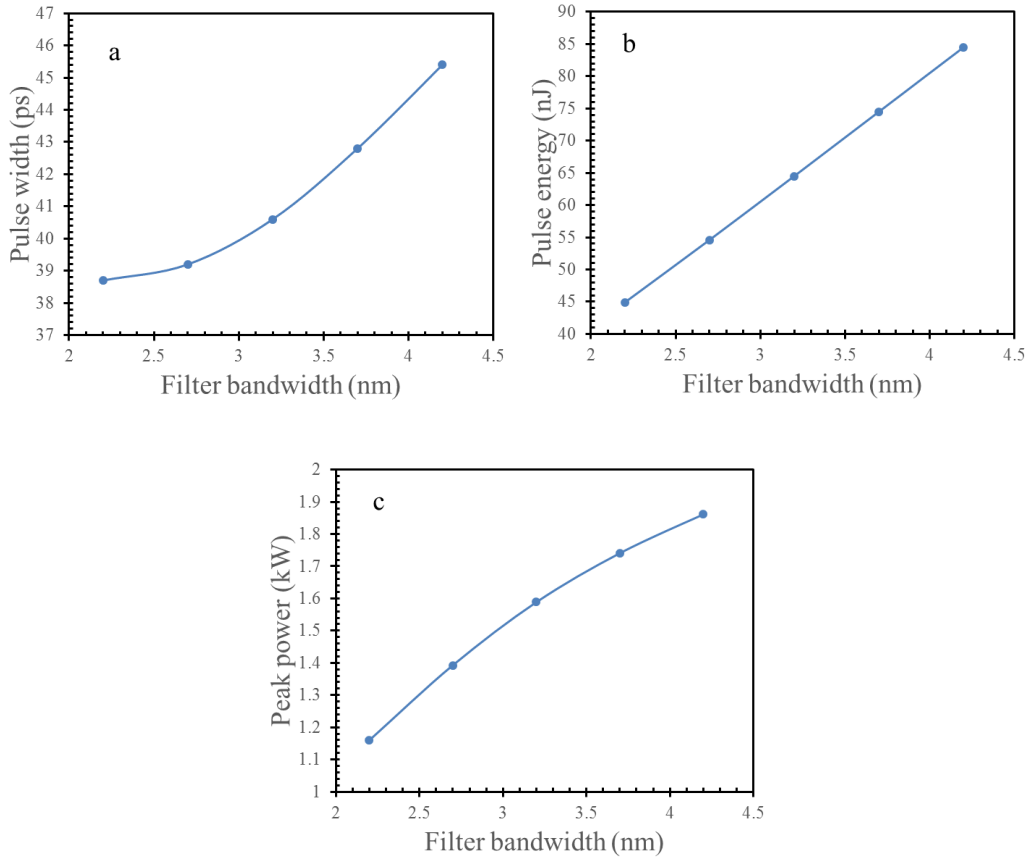 a
Pulse width (ps)
47
46
45
44
43
42
41
40
39
38
37
2 2.5 3 3.5 4 4.5
Filter bandwidth (nm)
b
Pulse energy (nJ)
90
85
80
75
70
65
60
55
50
45
40
2 2.5 3 3.5 4 4.5
Filter bandwidth (nm)
c
Peak power (kW)
2
1.9
1.8
1.7
1.6
1.5
1.4
1.3
1.2
1.1
1
2 2.5 3 3.5 4 4.5
Filter bandwidth (nm)